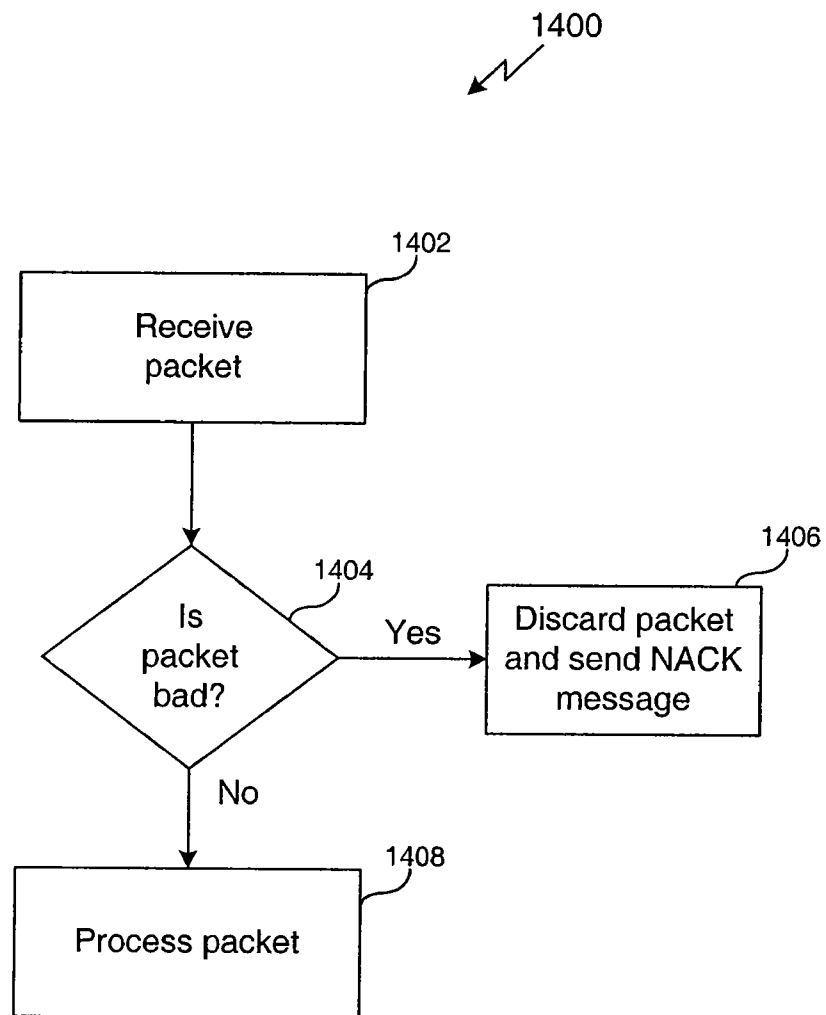 1400
1402
Receive
packet
1404
Is
packet
bad?
Yes
1406
Discard packet
and send NACK
message
No
1408
Process packet